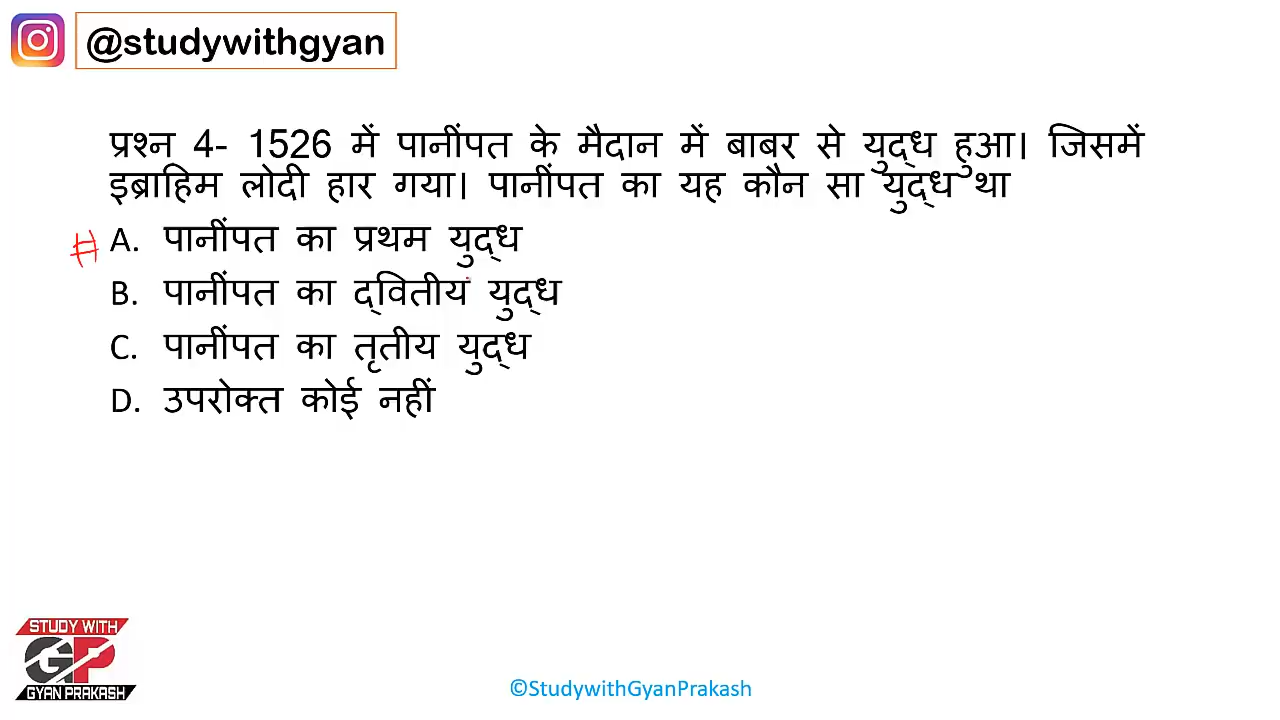 @studywithgyan
प्रश्न 4- 1526 में पानींपत के मैदान में बाबर से युद्ध हुआ। जिसमें
इब्राहिम लोदी हार गया। पानींपत का यह कौन सा युद्ध था
# A. पानींपत का प्रथम युद्ध
B. पानींपत का द्वितीय युद्ध
C. पानींपत का तृतीय युद्ध
D. उपरोक्त कोई नहीं
STUDY WITH
GP
GYAN PRAKASH
©StudywithGyanPrakash